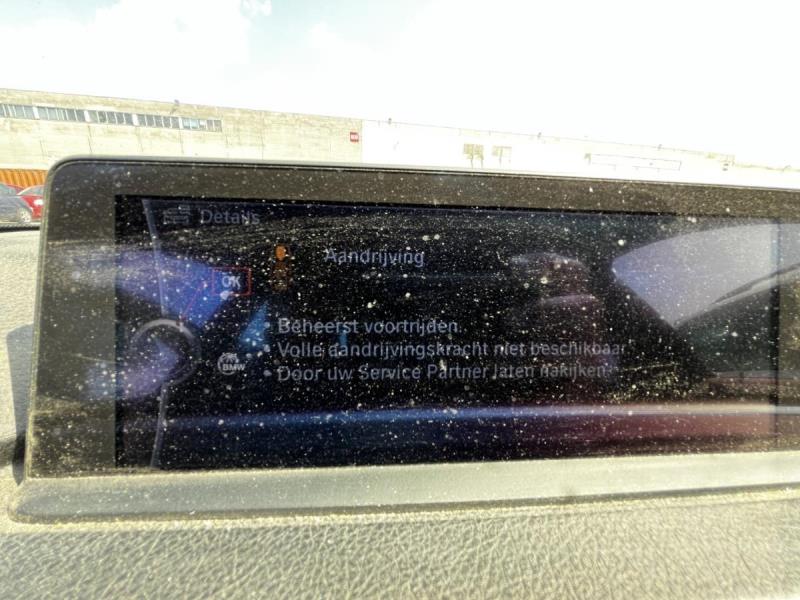 Details
Aandrijving
OK
Beheerst voortrijden.
• Volle aandrijvingskracht niet beschikbaar.
BMW
• Door uw Service Partner laten nakijken.